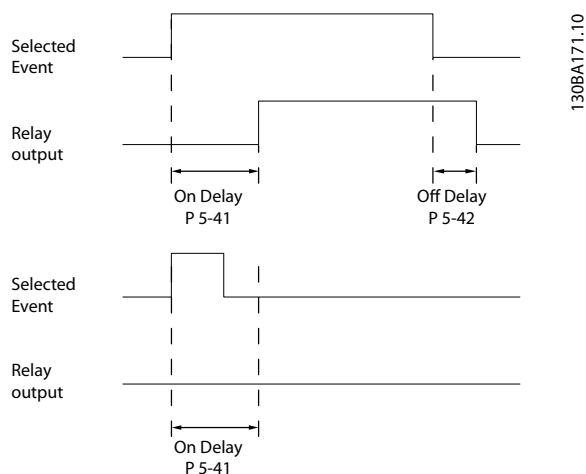 Selected
Event
Relay
output
On Delay
P 5-41
Off Delay
P 5-42
Selected
Event
Relay
output
On Delay
P 5-41
130BA171.10